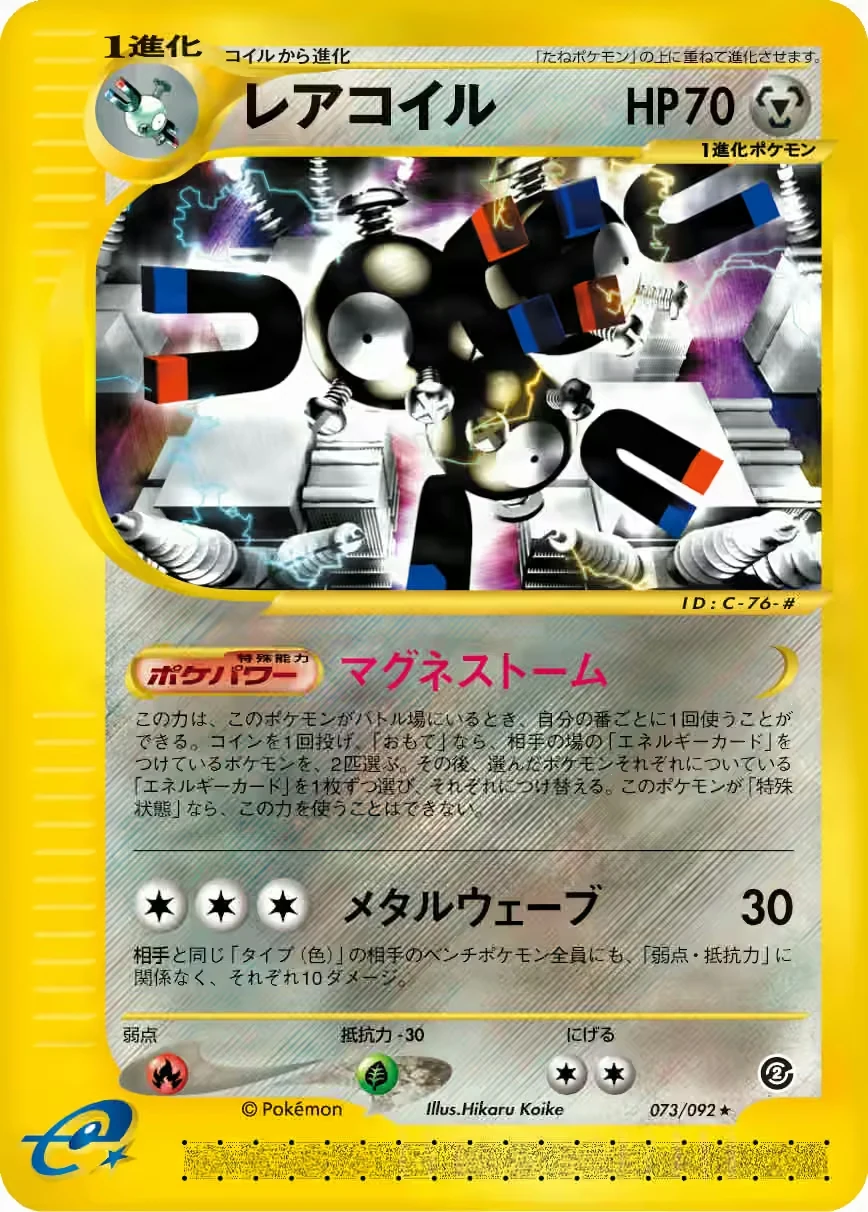 1進化
コイルから進化
「たねポケモン」の上に重ねて進化させます。
レアコイル
HP70
1進化ポケモン
ID:C-76-#
特殊能力
ポケパワー
マグネストーム
この力は、このポケモンがバトル場にいるとき、自分の番ごとに1回使うことが
できる。コインを1回投げ、『おもて』なら、相手の場の「エネルギーカード」を
つけているポケモンを、2匹選ぶ。その後、選んだポケモンそれぞれについている
「エネルギーカード」を1枚ずつ選び、それぞれにつけ替える。このポケモンが「特殊
状態」なら、この力を使うことはできない。
メタルウェーブ
30
相手と同じ「タイプ(色)」の相手のベンチポケモン全員にも、「弱点・抵抗力」に
関係なく、それぞれ10ダメージ。
弱点
抵抗力 -30
にげる
2
© Pokémon
Illus.Hikaru Koike
073/092★
e